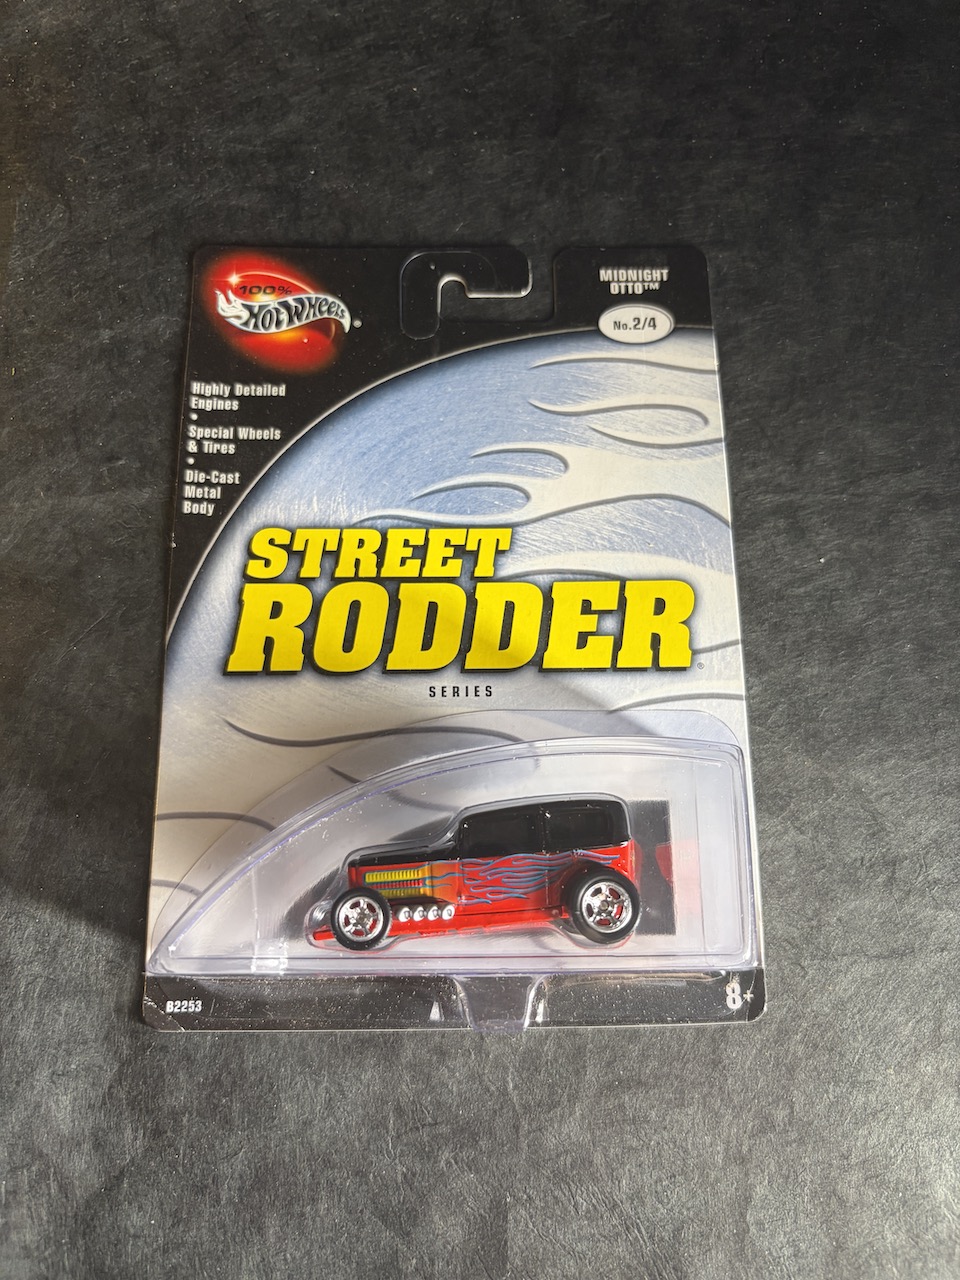 100%
Hot Wheels®
MIDNIGHT
OTTO™
No.2/4
Highly Detailed
Engines
•
Special Wheels
& Tires
•
Die-Cast
Metal
Body
STREET
RODDER®
SERIES
B2253
8+